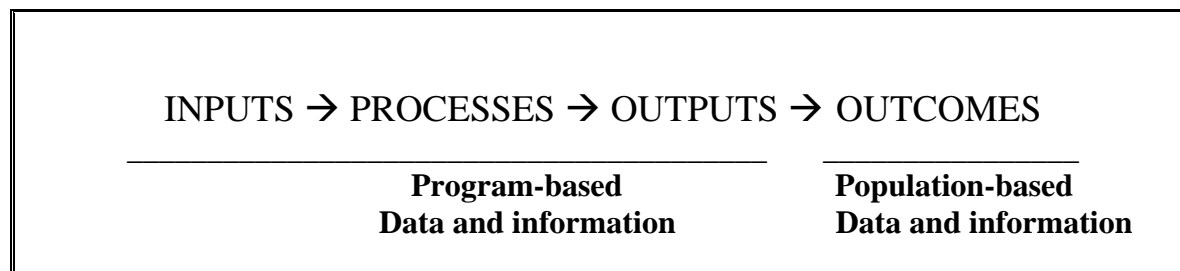 INPUTS → PROCESSES → OUTPUTS → OUTCOMES
Program-based Population-based
Data and information Data and information